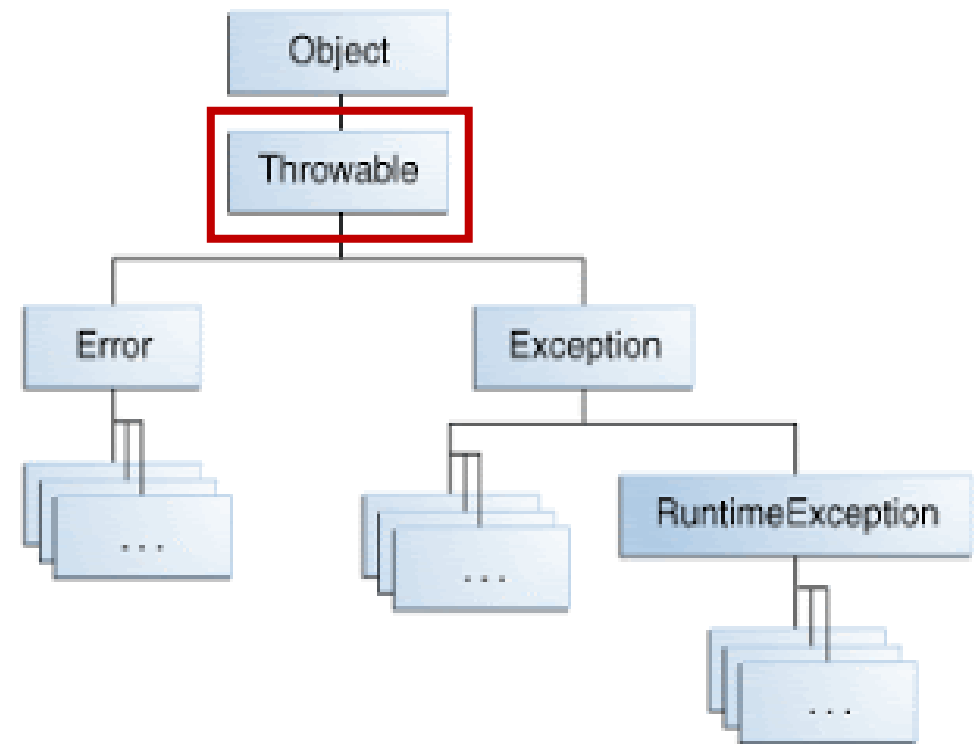 Object
Throwable
Error
Exception
RuntimeException
...
...
...